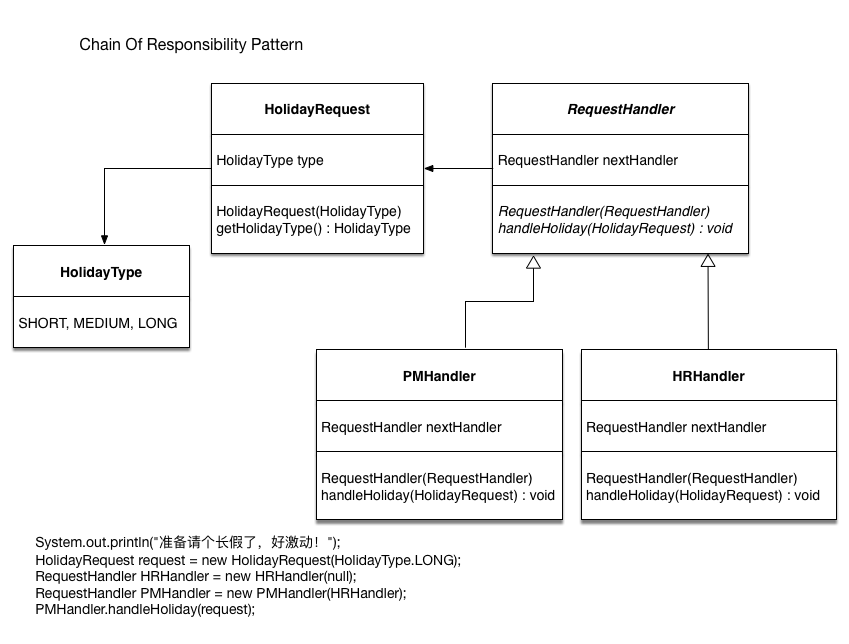 Chain Of Responsibility Pattern
HolidayRequest
HolidayType type
HolidayRequest(HolidayType)
getHolidayType() : HolidayType
RequestHandler
RequestHandler nextHandler
RequestHandler(RequestHandler)
handleHoliday(HolidayRequest) : void
HolidayType
SHORT, MEDIUM, LONG
PMHandler
RequestHandler nextHandler
RequestHandler(RequestHandler)
handleHoliday(HolidayRequest) : void
HRHandler
RequestHandler nextHandler
RequestHandler(RequestHandler)
handleHoliday(HolidayRequest) : void
System.out.println("准备请个长假了，好激动！");
HolidayRequest request = new HolidayRequest(HolidayType.LONG);
RequestHandler HRHandler = new HRHandler(null);
RequestHandler PMHandler = new PMHandler(HRHandler);
PMHandler.handleHoliday(request);